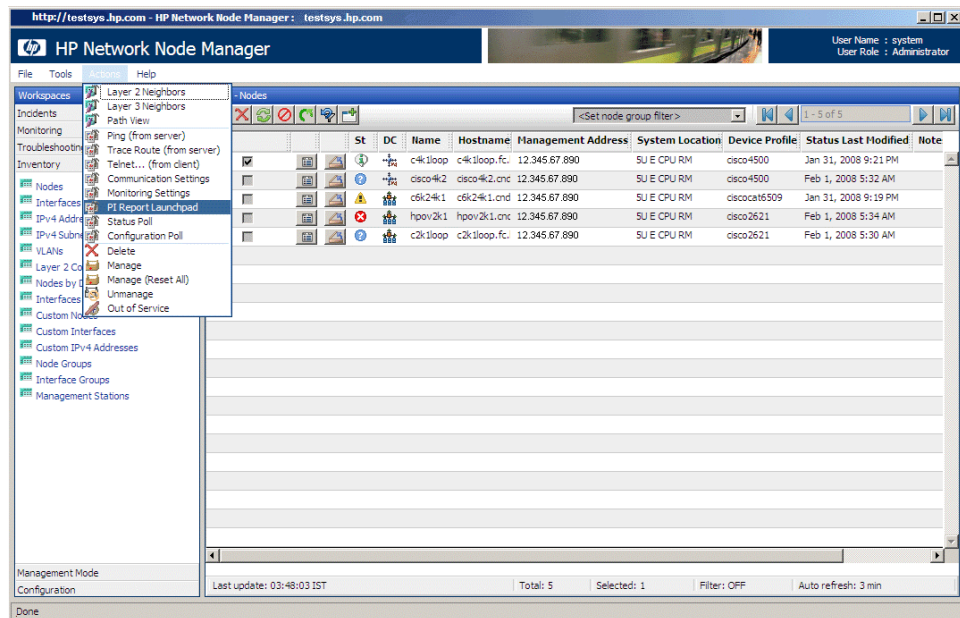 http://testsys.hp.com - HP Network Node Manager : testsys.hp.com
hp HP Network Node Manager
User Name : system
User Role : Administrator
File Tools Actions Help
Workspaces
Incidents
Monitoring
Troubleshooting
Inventory
Nodes
Interfaces
IPv4 Addre
IPv4 Subne
VLANs
Layer 2 Co
Nodes by D
Interfaces
Custom No
Custom Interfaces
Custom IPv4 Addresses
Node Groups
Interface Groups
Management Stations
Management Mode
Configuration
Layer 2 Neighbors
Layer 3 Neighbors
Path View
Ping (from server)
Trace Route (from server)
Telnet... (from client)
Communication Settings
Monitoring Settings
PI Report Launchpad
Status Poll
Configuration Poll
Delete
Manage
Manage (Reset All)
Unmanage
Out of Service
- Nodes
<Set node group filter> 1 - 5 of 5
St DC Name Hostname Management Address System Location Device Profile Status Last Modified Note
c4k1loop c4k1loop.fc. 12.345.67.890 5U E CPU RM cisco4500 Jan 31, 2008 9:21 PM
cisco4k2 cisco4k2.cnd 12.345.67.890 5U E CPU RM cisco4500 Feb 1, 2008 5:32 AM
c6k24k1 c6k24k1.cnd 12.345.67.890 5U E CPU RM ciscocat6509 Jan 31, 2008 9:19 PM
hpov2k1 hpov2k1.cnc 12.345.67.890 5U E CPU RM cisco2621 Feb 1, 2008 5:34 AM
c2k1loop c2k1loop.fc. 12.345.67.890 5U E CPU RM cisco2621 Feb 1, 2008 5:30 AM
Last update: 03:48:03 IST Total: 5 Selected: 1 Filter: OFF Auto refresh: 3 min
Done